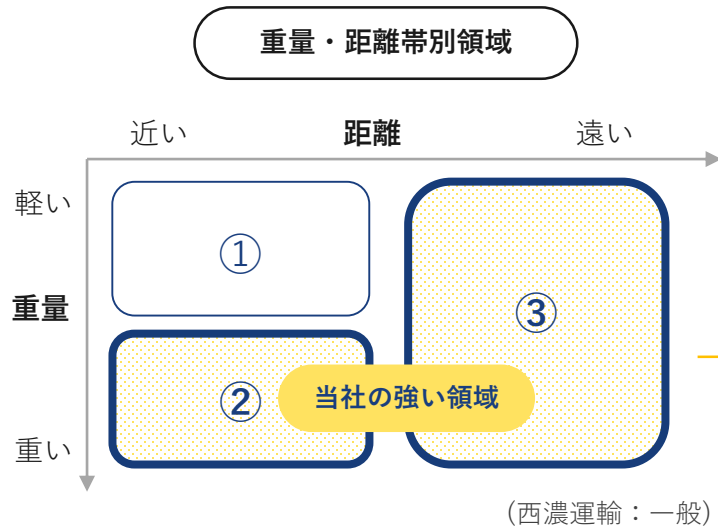 重量・距離帯別領域
近い 距離 遠い
軽い
①
重量
③
②
当社の強い領域
重い
(西濃運輸：一般)